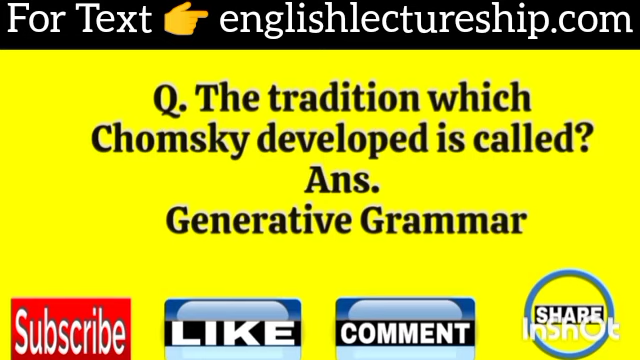 For Text 👉 englishlectureship.com
Q. The tradition which
Chomsky developed is called?
Ans.
Generative Grammar
Subscribe
LIKE
COMMENT
SHARE
InShOt